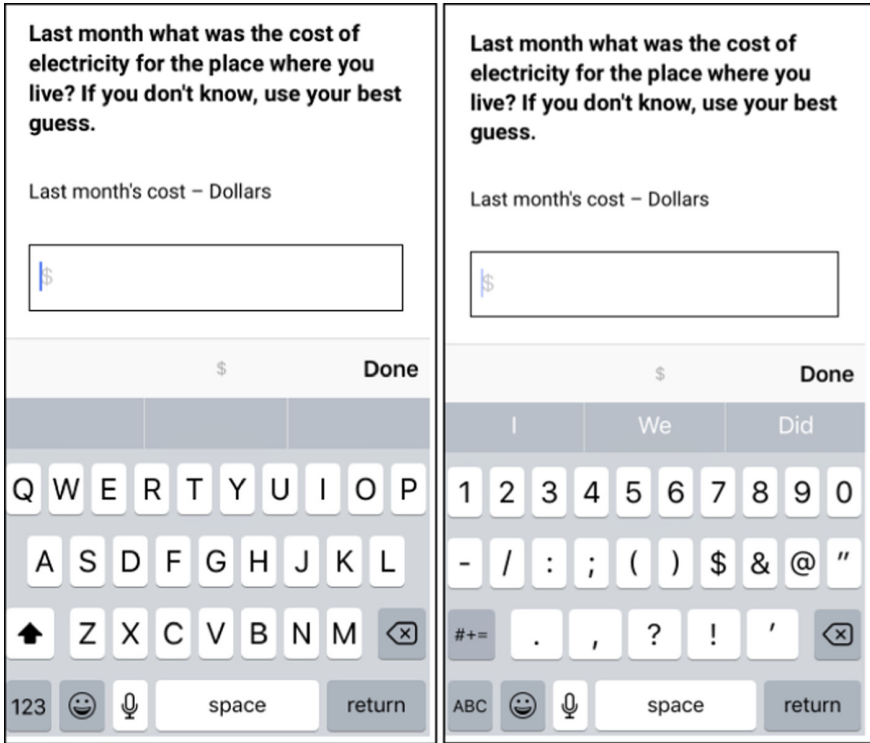 Last month what was the cost of
electricity for the place where you
live? If you don't know, use your best
guess.
Last month's cost – Dollars
$
$ Done
Q W E R T Y U I O P
A S D F G H J K L
Z X C V B N M
123 space return
Last month what was the cost of
electricity for the place where you
live? If you don't know, use your best
guess.
Last month's cost – Dollars
$
$ Done
I We Did
1 2 3 4 5 6 7 8 9 0
- / : ; ( ) $ & @ "
#+= . , ? ! '
ABC space return